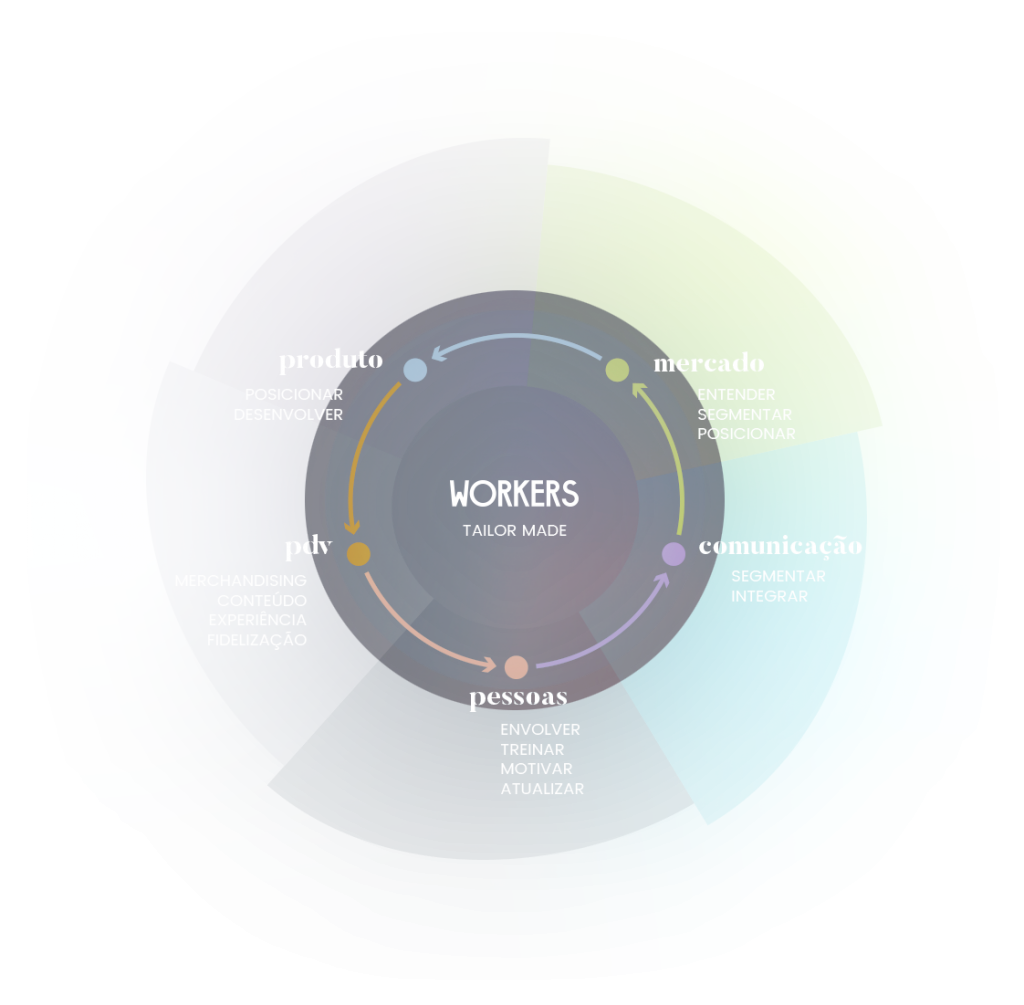 produto
POSICIONAR
DESENVOLVER
mercado
ENTENDER
SEGMENTAR
POSICIONAR
WORKERS
TAILOR MADE
pdv
MERCHANDISING
CONTEÚDO
EXPERIÊNCIA
FIDELIZAÇÃO
comunicação
SEGMENTAR
INTEGRAR
pessoas
ENVOLVER
TREINAR
MOTIVAR
ATUALIZAR